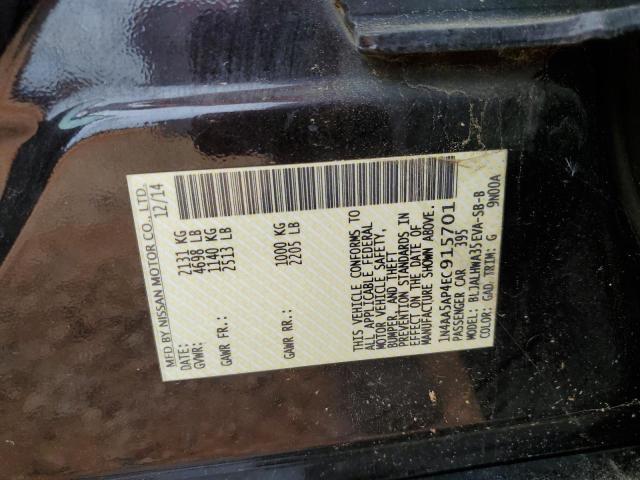 MFD BY NISSAN MOTOR CO., LTD.
DATE: 12/14
GVWR: 2131 KG
4698 LB
GAWR FR.: 1140 KG
2513 LB
GAWR RR.: 1000 KG
2205 LB
THIS VEHICLE CONFORMS TO
ALL APPLICABLE FEDERAL
MOTOR VEHICLE SAFETY,
BUMPER AND THEFT
PREVENTION STANDARDS IN
EFFECT ON THE DATE OF
MANUFACTURE SHOWN ABOVE.
1N4AA5AP4EC915701
PASSENGER CAR 395
MODEL: BLJALHWA35EVA-SB-B
COLOR: GAD TRIM: G 9N00A